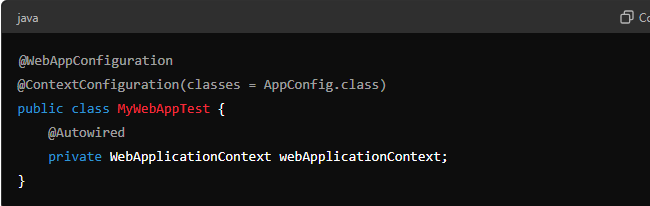 java
Co
@WebAppConfiguration
@ContextConfiguration(classes = AppConfig.class)
public class MyWebAppTest {
    @Autowired
    private WebApplicationContext webApplicationContext;
}